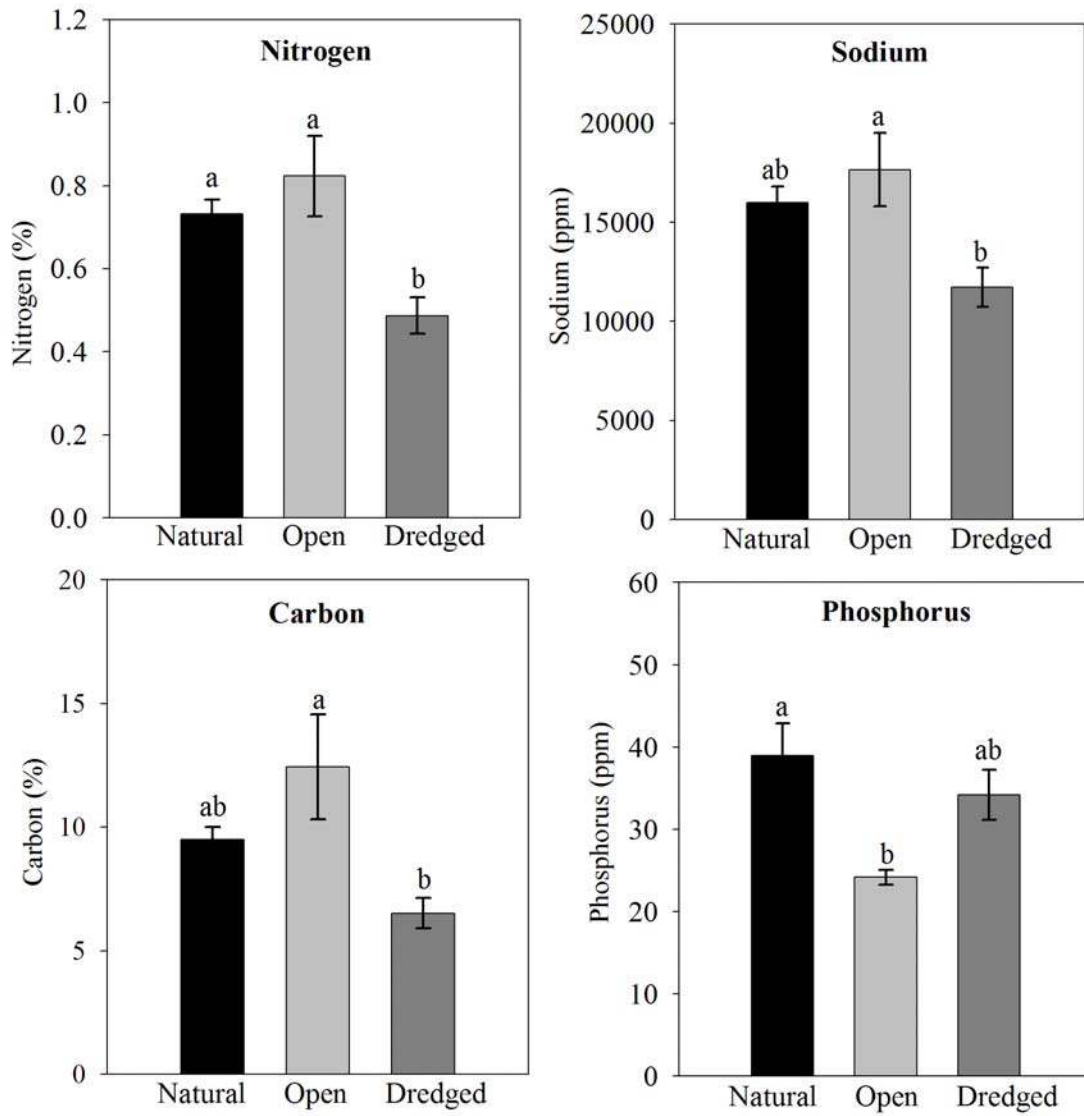 Nitrogen
Nitrogen (%)
1.2
1.0
0.8
0.6
0.4
0.2
0.0
a
a
b
Natural Open Dredged
Sodium
Sodium (ppm)
25000
20000
15000
10000
5000
0
ab
a
b
Natural Open Dredged
Carbon
Carbon (%)
20
15
10
5
0
ab
a
b
Natural Open Dredged
Phosphorus
Phosphorus (ppm)
60
50
40
30
20
10
0
a
b
ab
Natural Open Dredged